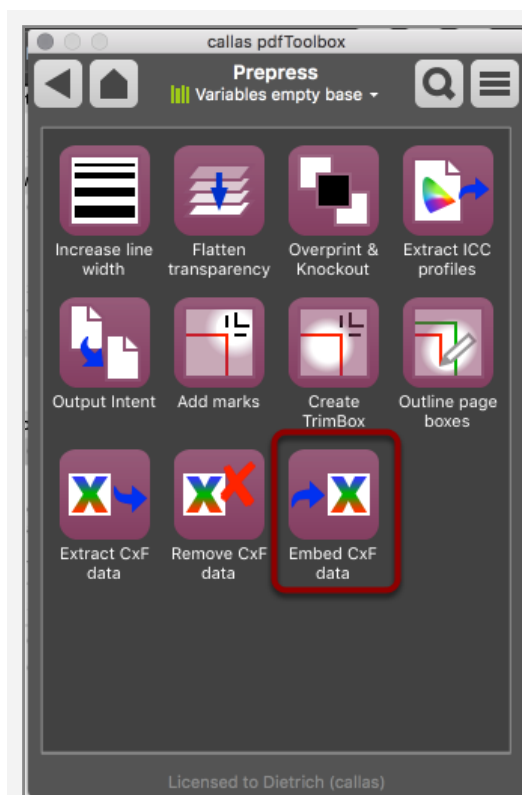 callas pdfToolbox
Prepress
Variables empty base
Increase line
width
Flatten
transparency
Overprint &
Knockout
Extract ICC
profiles
Output Intent
Add marks
Create
TrimBox
Outline page
boxes
Extract CxF
data
Remove CxF
data
Embed CxF
data
Licensed to Dietrich (callas)